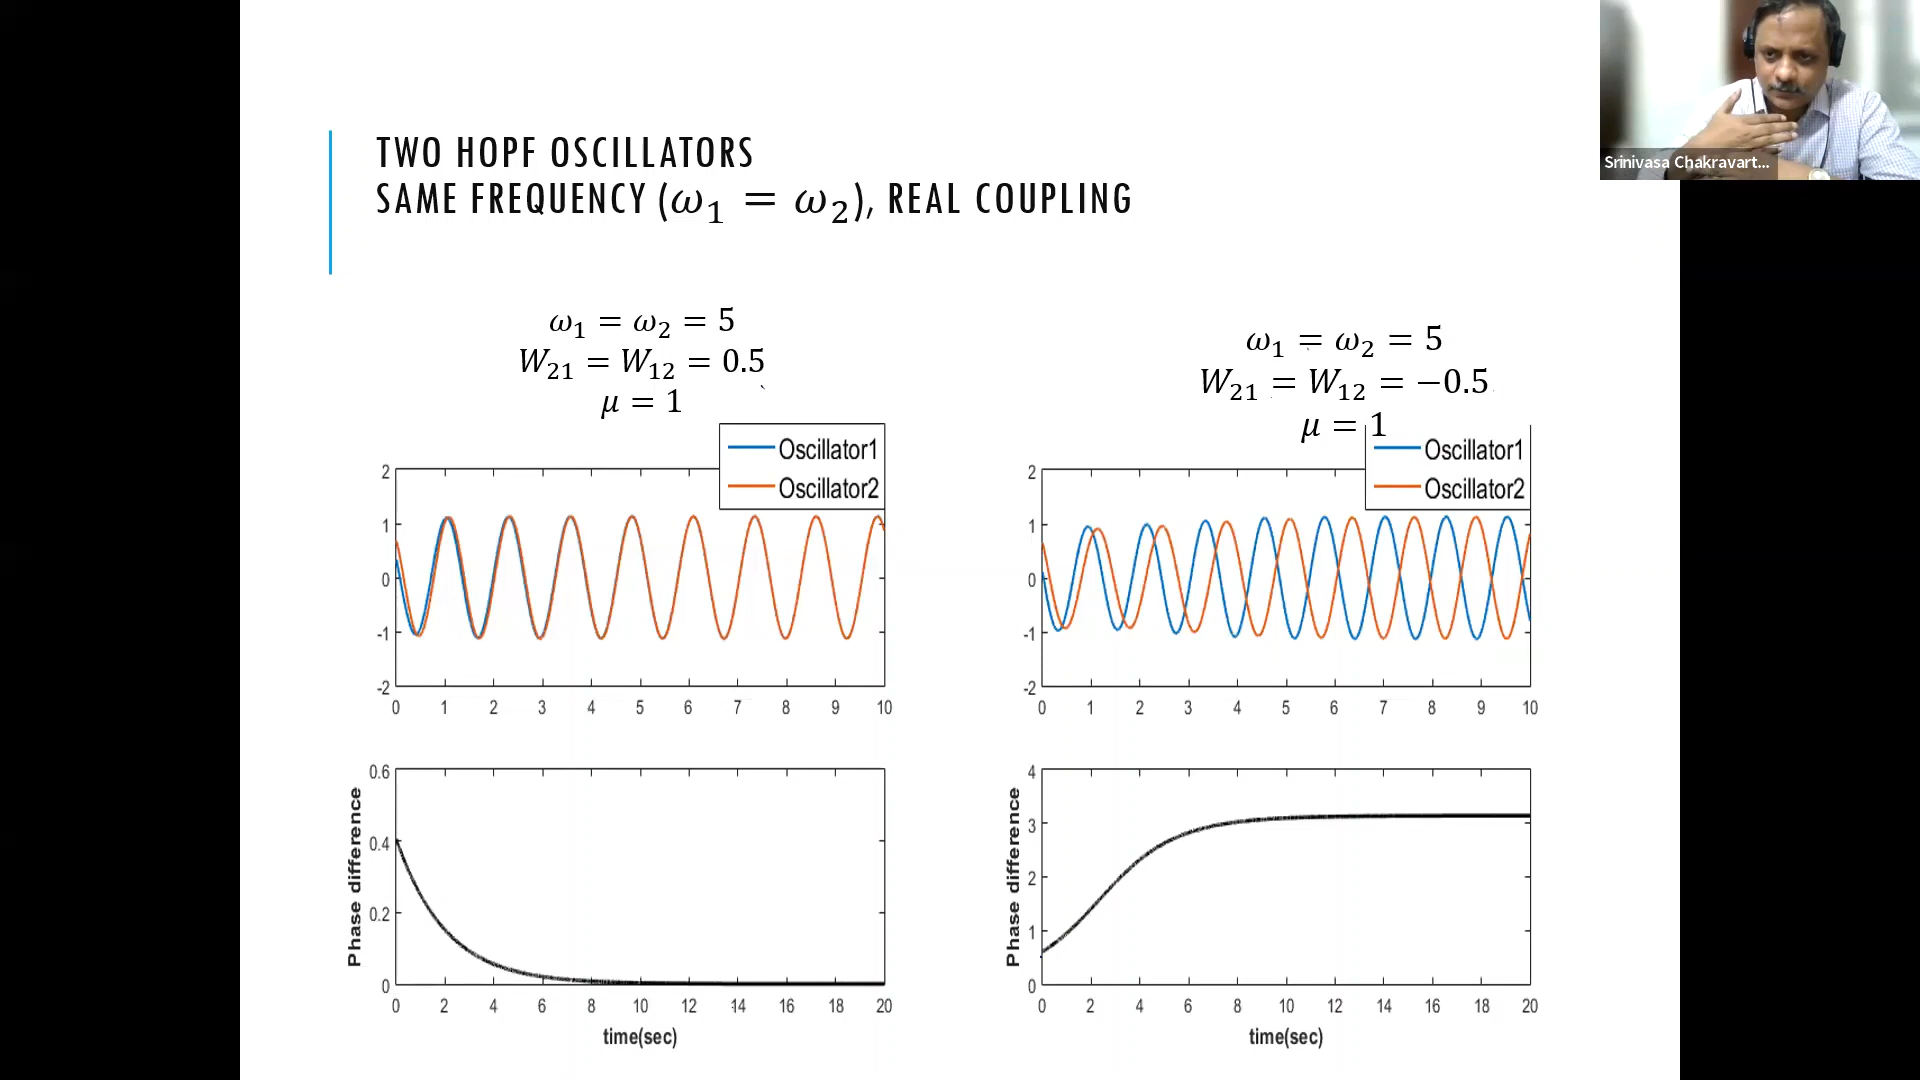 Srinivasa Chakravart...
TWO HOPF OSCILLATORS
SAME FREQUENCY (ω₁ = ω₂), REAL COUPLING
ω₁ = ω₂ = 5
W₂₁ = W₁₂ = 0.5
μ = 1
Oscillator1
Oscillator2
2
1
0
-1
-2
0 1 2 3 4 5 6 7 8 9 10
0.6
0.4
0.2
0
Phase difference
0 2 4 6 8 10 12 14 16 18 20
time(sec)
ω₁ = ω₂ = 5
W₂₁ = W₁₂ = −0.5
μ = 1
Oscillator1
Oscillator2
2
1
0
-1
-2
0 1 2 3 4 5 6 7 8 9 10
4
3
2
1
0
Phase difference
0 2 4 6 8 10 12 14 16 18 20
time(sec)